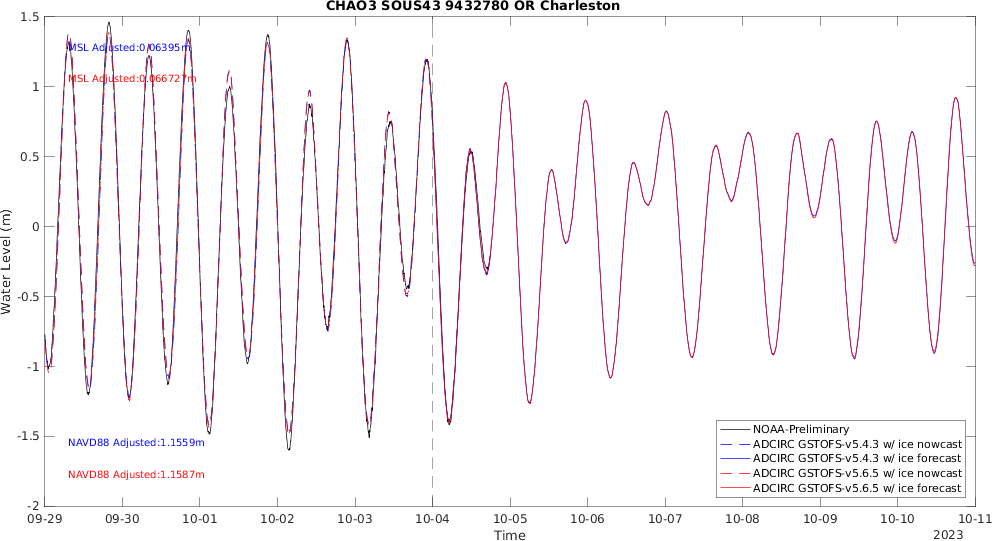 CHAO3 SOUS43 9432780 OR Charleston
1.5
1
0.5
0
-0.5
-1
-1.5
-2
Water Level (m)
MSL Adjusted:0.06395m
MSL Adjusted:0.066727m
NAVD88 Adjusted:1.1559m
NAVD88 Adjusted:1.1587m
NOAA-Preliminary
ADCIRC GSTOFS-v5.4.3 w/ ice nowcast
ADCIRC GSTOFS-v5.4.3 w/ ice forecast
ADCIRC GSTOFS-v5.6.5 w/ ice nowcast
ADCIRC GSTOFS-v5.6.5 w/ ice forecast
09-29 09-30 10-01 10-02 10-03 10-04 10-05 10-06 10-07 10-08 10-09 10-10 10-11
Time
2023